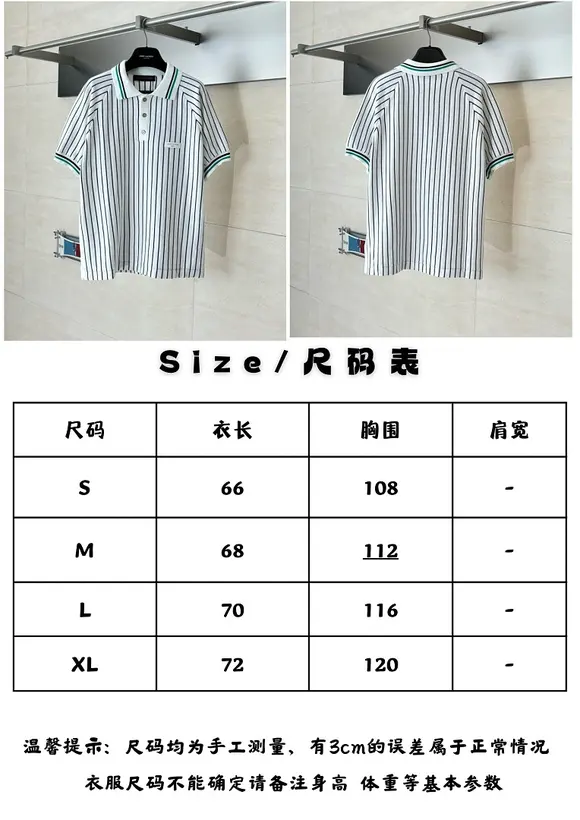 Size/尺码表
尺码 衣长 胸围 肩宽
S 66 108 -
M 68 112 -
L 70 116 -
XL 72 120 -
温馨提示：尺码均为手工测量、有3cm的误差属于正常情况
衣服尺码不能确定请备注身高 体重等基本参数